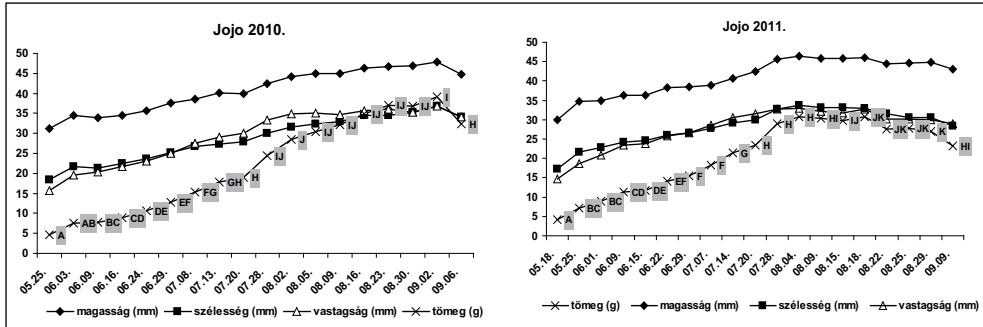 Jojo 2010.
50
45
40
35
30
25
20
15
10
5
0
A
AB
BC
CD
DE
EF
FG
GH
H
IJ
J
IJ
IJ
IJ
IJ
IJ
I
H
05.25.
06.03.
06.09.
06.16.
06.24.
06.29.
07.08.
07.13.
07.20.
07.28.
08.02.
08.05.
08.09.
08.16.
08.23.
08.30.
09.02.
09.06.
magasság (mm) szélesség (mm) vastagság (mm) tömeg (g)
Jojo 2011.
50
45
40
35
30
25
20
15
10
5
0
A
BC
BC
CD
DE
EF
F
F
G
H
H
H
HI
IJ
JK
JK
JK
K
HI
05.18.
05.25.
06.01.
06.09.
06.15.
06.22.
06.29.
07.07.
07.14.
07.20.
07.28.
08.04.
08.09.
08.15.
08.18.
08.22.
08.25.
08.29.
09.09.
tömeg (g) magasság (mm) szélesség (mm) vastagság (mm)